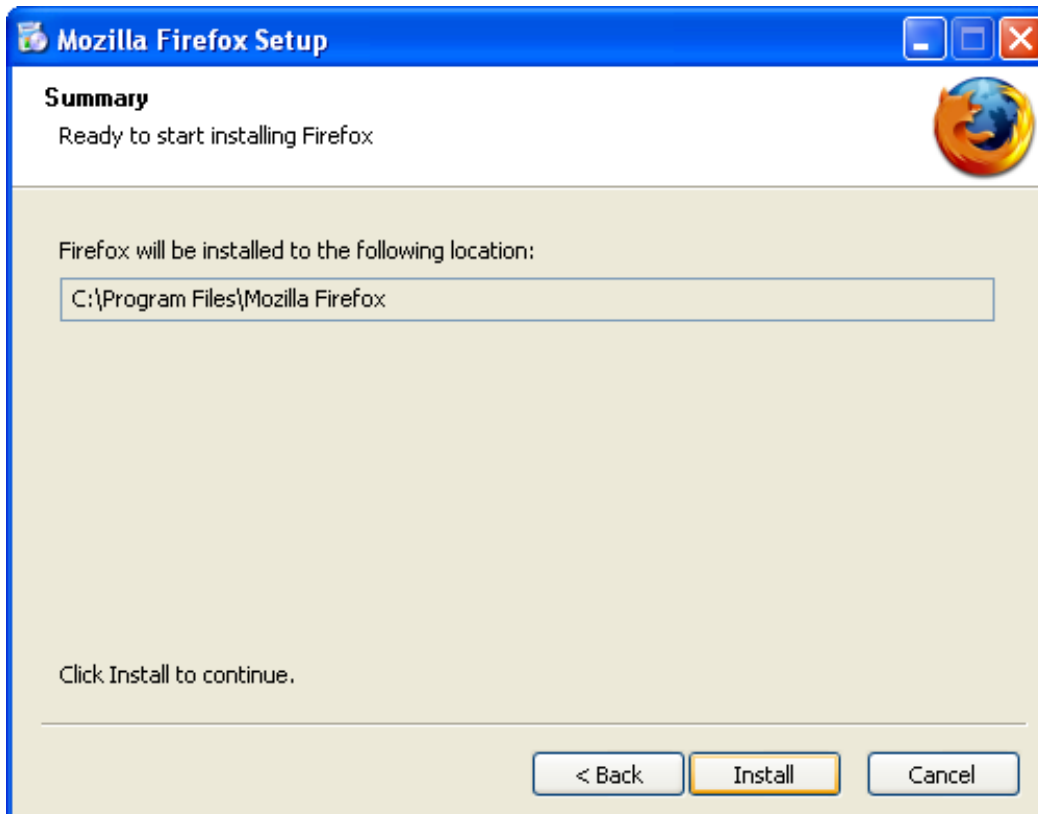 Mozilla Firefox Setup
Summary
Ready to start installing Firefox
Firefox will be installed to the following location:
C:\Program Files\Mozilla Firefox
Click Install to continue.
< Back Install Cancel